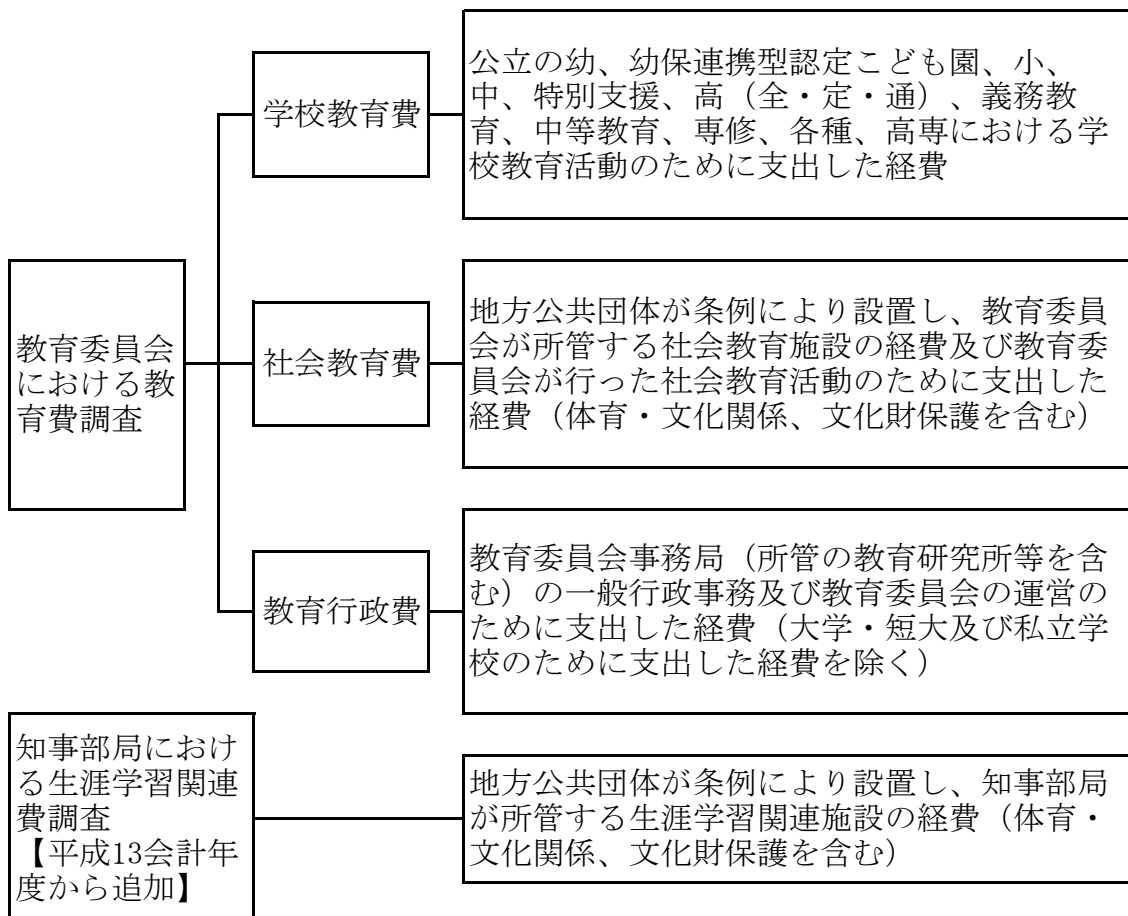 学校教育費
公立の幼、幼保連携型認定こども園、小、
中、特別支援、高（全・定・通）、義務教
育、中等教育、専修、各種、高専における学
校教育活動のために支出した経費
教育委員会
における教
育費調査
社会教育費
地方公共団体が条例により設置し、教育委員
会が所管する社会教育施設の経費及び教育委
員会が行った社会教育活動のために支出した
経費（体育・文化関係、文化財保護を含む）
教育行政費
教育委員会事務局（所管の教育研究所等を含
む）の一般行政事務及び教育委員会の運営の
ために支出した経費（大学・短大及び私立学
校のために支出した経費を除く）
知事部局におけ
る生涯学習関連
費調査
【平成13会計年
度から追加】
地方公共団体が条例により設置し、知事部局
が所管する生涯学習関連施設の経費（体育・
文化関係、文化財保護を含む）